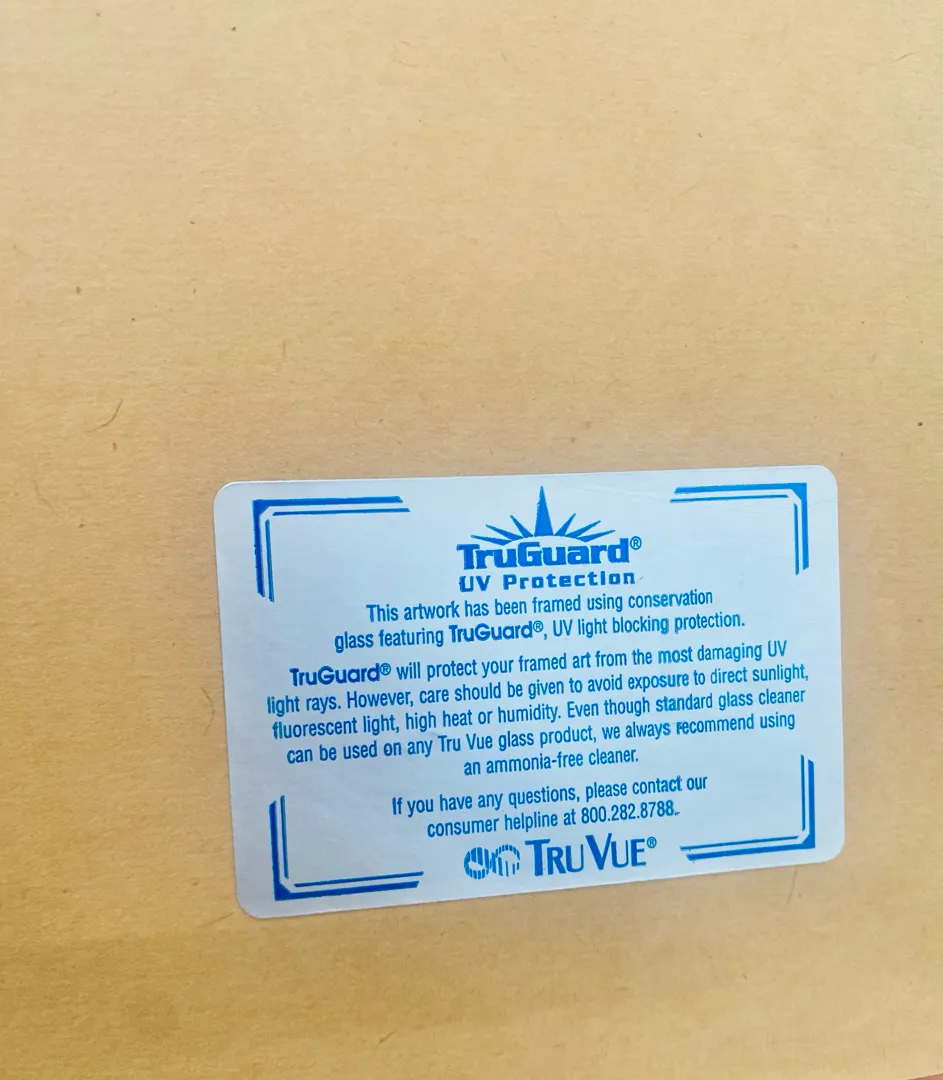 TruGuard®
UV Protection
This artwork has been framed using conservation
glass featuring TruGuard®, UV light blocking protection.
TruGuard® will protect your framed art from the most damaging UV
light rays. However, care should be given to avoid exposure to direct sunlight,
fluorescent light, high heat or humidity. Even though standard glass cleaner
can be used on any Tru Vue glass product, we always recommend using
an ammonia-free cleaner.
If you have any questions, please contact our
consumer helpline at 800.282.8788.
TRU VUE®